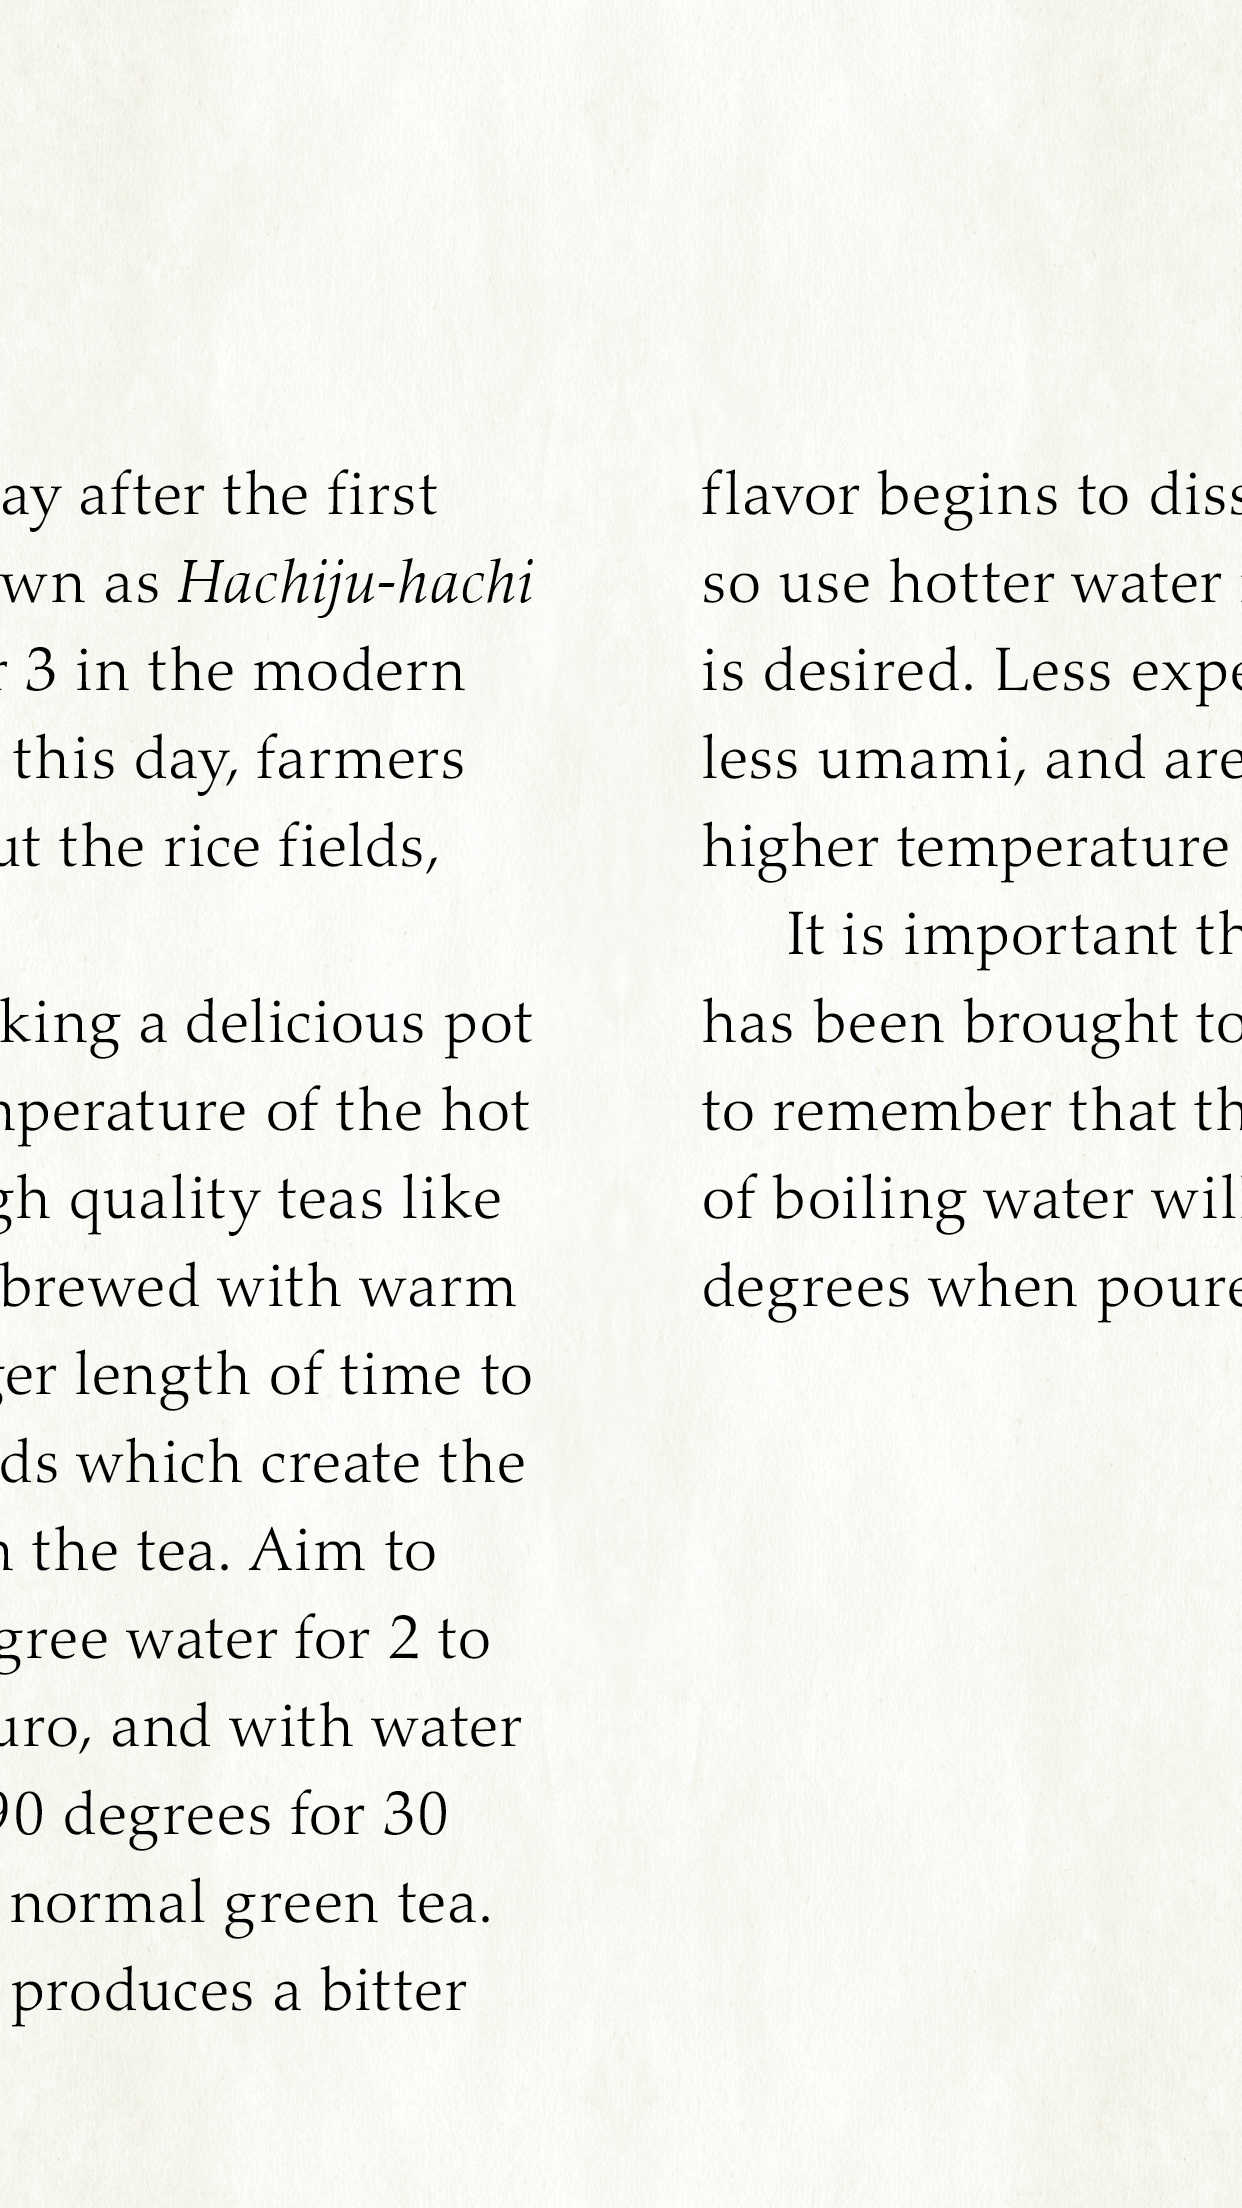 ay after the first
wn as Hachiju-hachi
r 3 in the modern
this day, farmers
ut the rice fields,
king a delicious pot
perature of the hot
gh quality teas like
brewed with warm
ger length of time to
ds which create the
the tea. Aim to
gree water for 2 to
uro, and with water
90 degrees for 30
normal green tea.
produces a bitter
flavor begins to diss
so use hotter water
is desired. Less expe
less umami, and are
higher temperature
It is important th
has been brought to
to remember that th
of boiling water will
degrees when poure